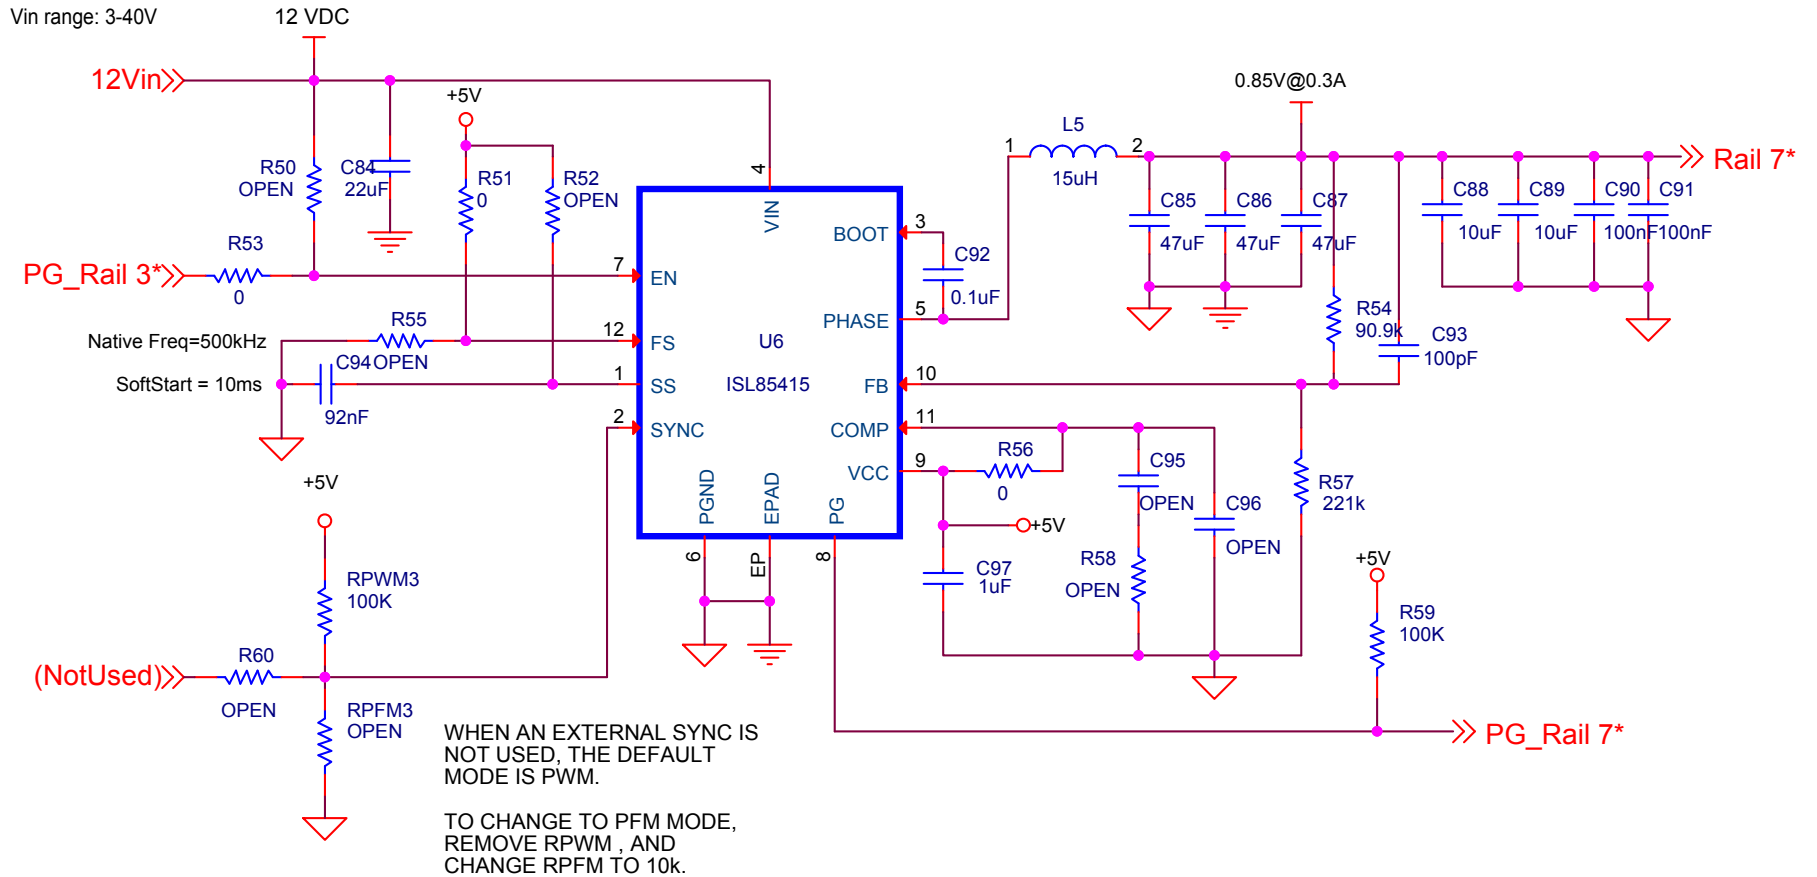 Vin range: 3-40V
12 VDC
12Vin
+5V
0.85V@0.3A
L5
1
2
15uH
Rail 7*
R50
OPEN
C84
22uF
R51
0
R52
OPEN
4
VIN
C85
47uF
C86
47uF
C87
47uF
C88
10uF
C89
10uF
C90
100nF
C91
100nF
BOOT
3
C92
0.1uF
PG_Rail 3*
R53
0
7
EN
PHASE
5
R54
90.9k
C93
100pF
Native Freq=500kHz
R55
OPEN
12
FS
U6
ISL85415
SoftStart = 10ms
C94
92nF
1
SS
FB
10
2
SYNC
COMP
11
VCC
9
R56
0
C95
OPEN
C96
OPEN
R57
221k
PGND
EPAD
PG
6
EP
8
+5V
C97
1uF
R58
OPEN
+5V
R59
100K
+5V
RPWM3
100K
(NotUsed)
R60
OPEN
RPFM3
OPEN
PG_Rail 7*
WHEN AN EXTERNAL SYNC IS
NOT USED, THE DEFAULT
MODE IS PWM.
TO CHANGE TO PFM MODE,
REMOVE RPWM , AND
CHANGE RPFM TO 10k.